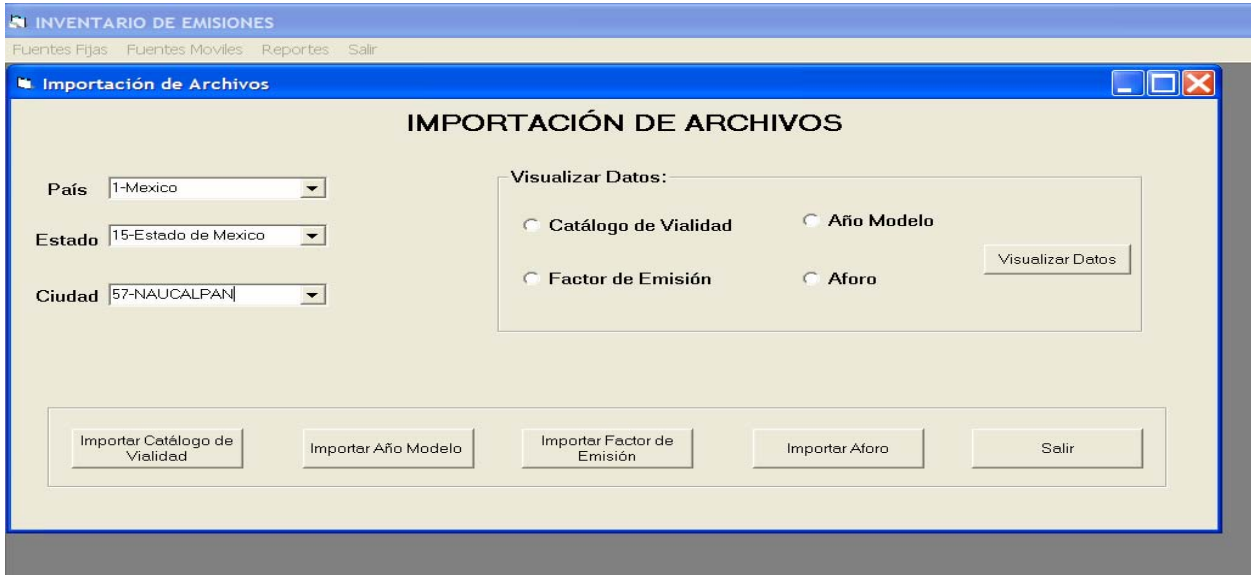 INVENTARIO DE EMISIONES
Fuentes Fijas Fuentes Moviles Reportes Salir
Importación de Archivos
IMPORTACIÓN DE ARCHIVOS
País 1-Mexico
Estado 15-Estado de Mexico
Ciudad 57-NAUCALPAN
Visualizar Datos:
Catálogo de Vialidad
Año Modelo
Factor de Emisión
Aforo
Visualizar Datos
Importar Catálogo de
Vialidad
Importar Año Modelo
Importar Factor de
Emisión
Importar Aforo
Salir